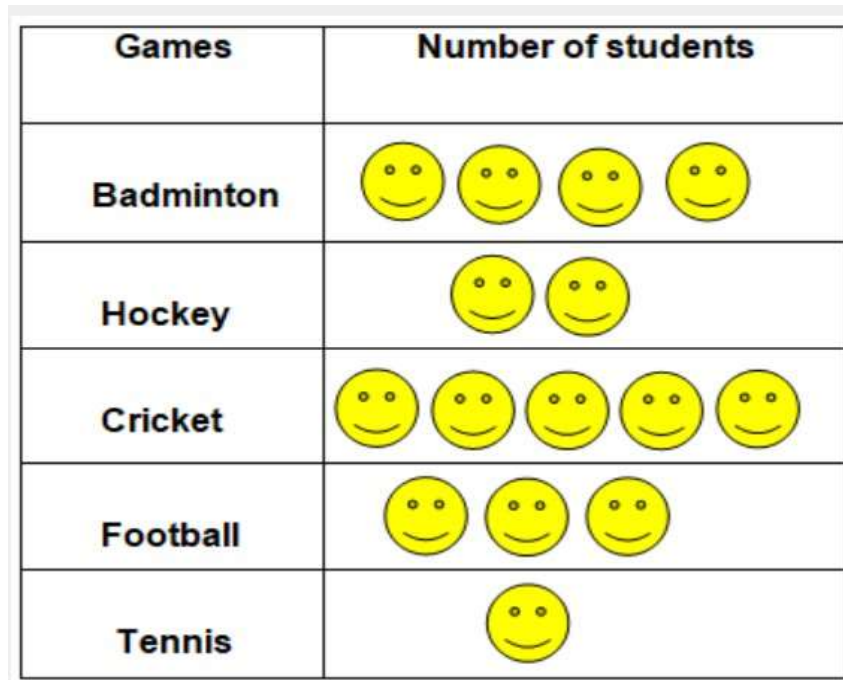 Games Number of students
Badminton
Hockey
Cricket
Football
Tennis